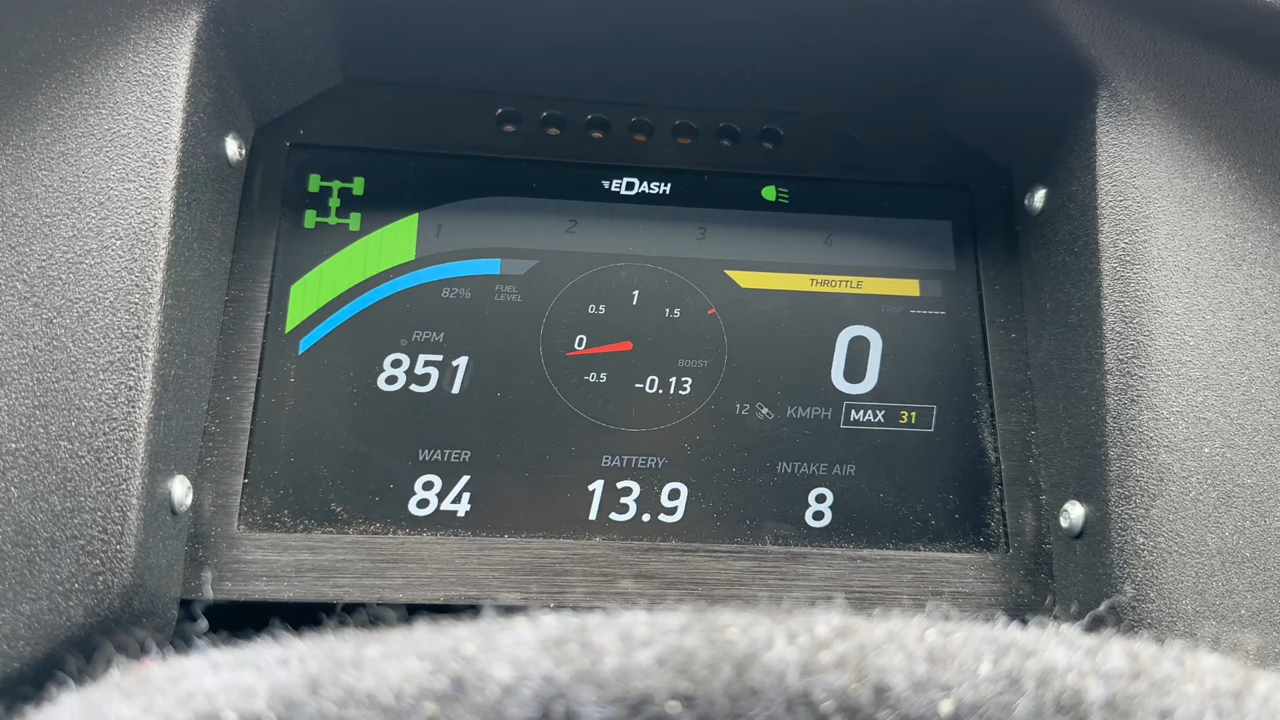 EDASH
1 2 3 4
82% FUEL LEVEL
THROTTLE
TRIP ------
RPM
851
1
0.5 1.5
0
-0.5
BOOST
-0.13
0
12 KMPH MAX 31
WATER
84
BATTERY
13.9
INTAKE AIR
8